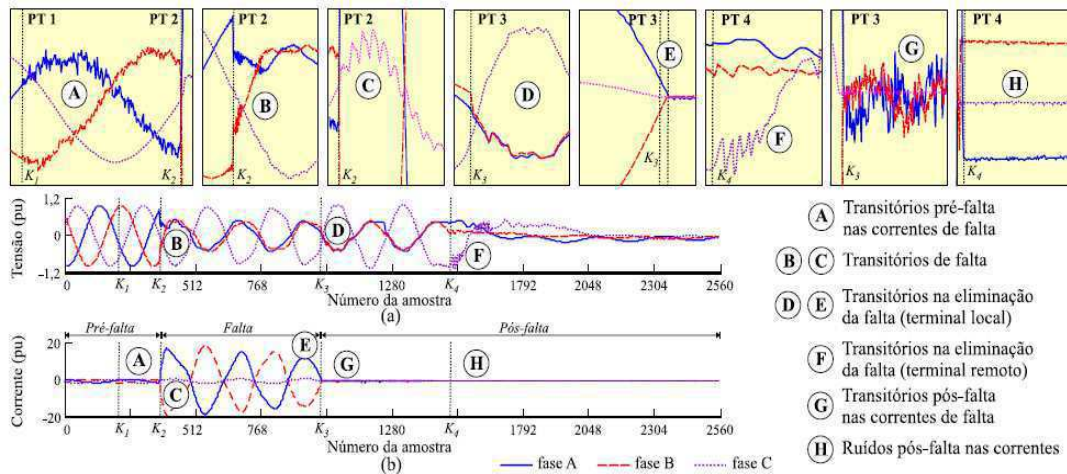 PT 1
PT 2
PT 2
PT 2
PT 3
PT 3
PT 4
PT 3
PT 4
A
B
C
D
E
F
G
H
K1
K2
K2
K2
K3
K3
K4
K3
K4
1,2
0
-1,2
Tensão (pu)
B
D
F
0
K1
K2
512
768
K3
1280
K4
1792
2048
2304
2560
Número da amostra
(a)
Pré-falta
Falta
Pós-falta
20
0
-20
Corrente (pu)
A
C
E
G
H
0
K1
K2
512
768
K3
1280
K4
1792
2048
2304
2560
Número da amostra
(b)
fase A
fase B
fase C
A Transitórios pré-falta
nas correntes de falta
B C Transitórios de falta
D E Transitórios na eliminação
da falta (terminal local)
F Transitórios na eliminação
da falta (terminal remoto)
G Transitórios pós-falta
nas correntes de falta
H Ruídos pós-falta nas correntes